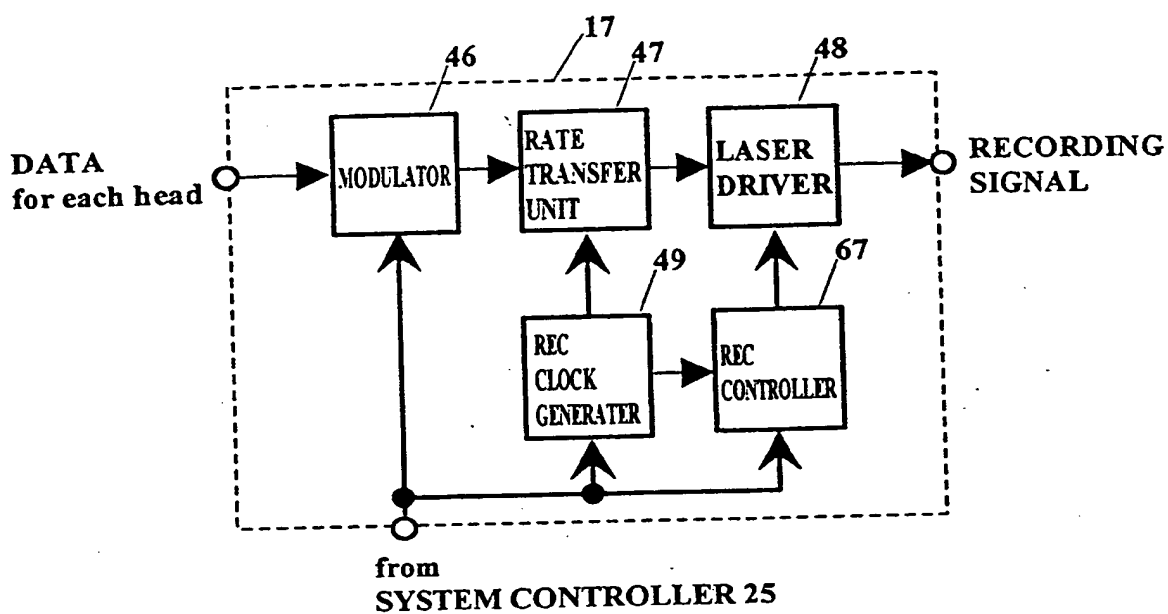 17
46
47
48
DATA
for each head
MODULATOR
RATE
TRANSFER
UNIT
LASER
DRIVER
RECORDING
SIGNAL
49
67
REC
CLOCK
GENERATER
REC
CONTROLLER
from
SYSTEM CONTROLLER 25